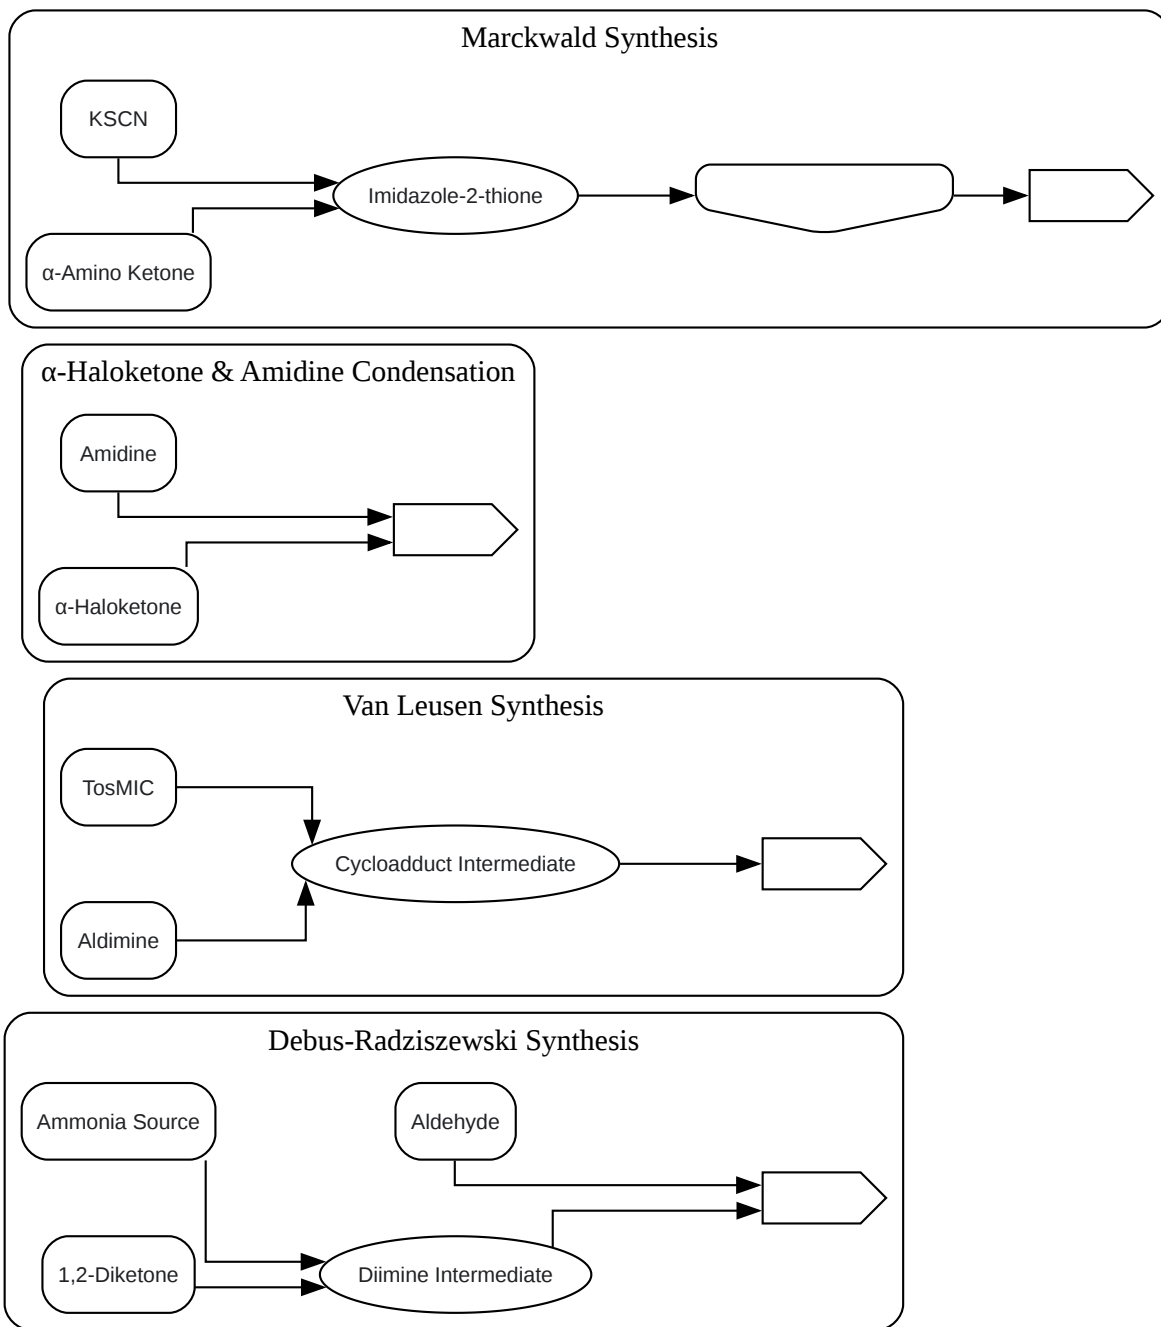 Marckwald Synthesis
KSCN
Imidazole-2-thione
α-Amino Ketone
α-Haloketone & Amidine Condensation
Amidine
α-Haloketone
Van Leusen Synthesis
TosMIC
Cycloadduct Intermediate
Aldimine
Debus-Radziszewski Synthesis
Ammonia Source
Aldehyde
1,2-Diketone
Diimine Intermediate